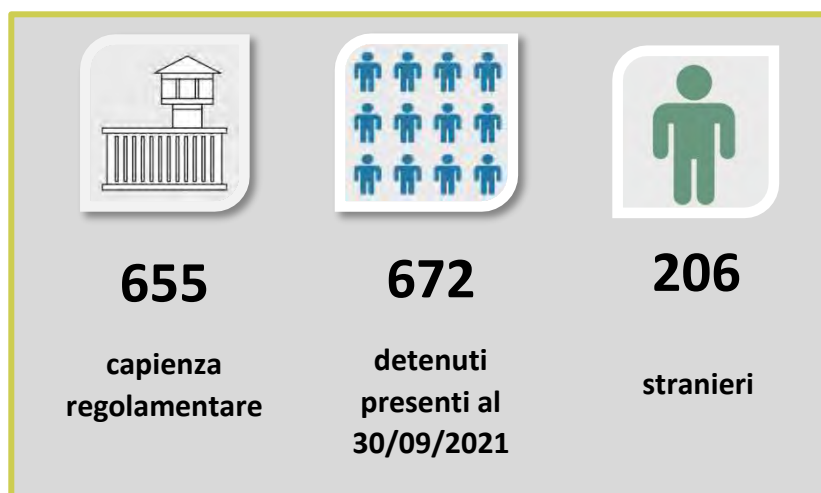 655
capienza
regolamentare
672
detenuti
presenti al
30/09/2021
206
stranieri